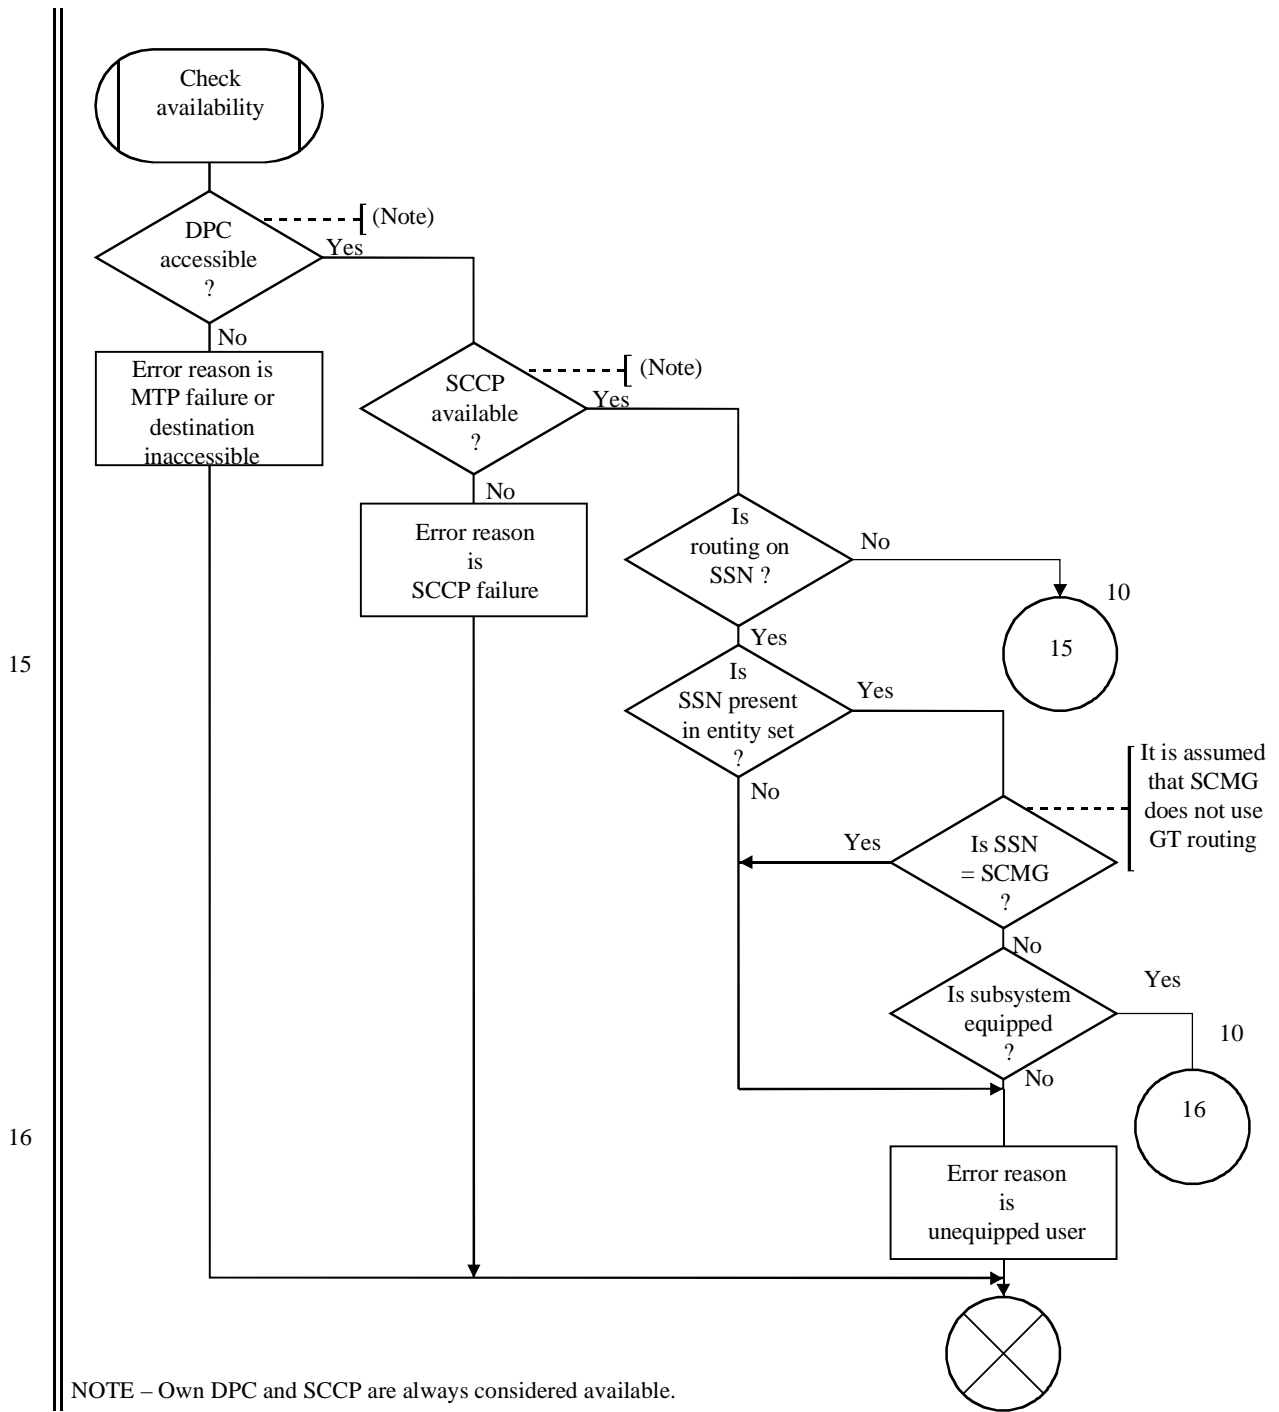 Check
availability
DPC
accessible
?
(Note)
Yes
No
Error reason is
MTP failure or
destination
inaccessible
SCCP
available
?
(Note)
Yes
No
Error reason
is
SCCP failure
Is
routing on
SSN ?
No
10
15
Yes
15
Is
SSN present
in entity set
?
Yes
No
It is assumed
that SCMG
does not use
GT routing
Is SSN
= SCMG
?
Yes
No
Is subsystem
equipped
?
Yes
10
16
No
16
Error reason
is
unequipped user
NOTE – Own DPC and SCCP are always considered available.